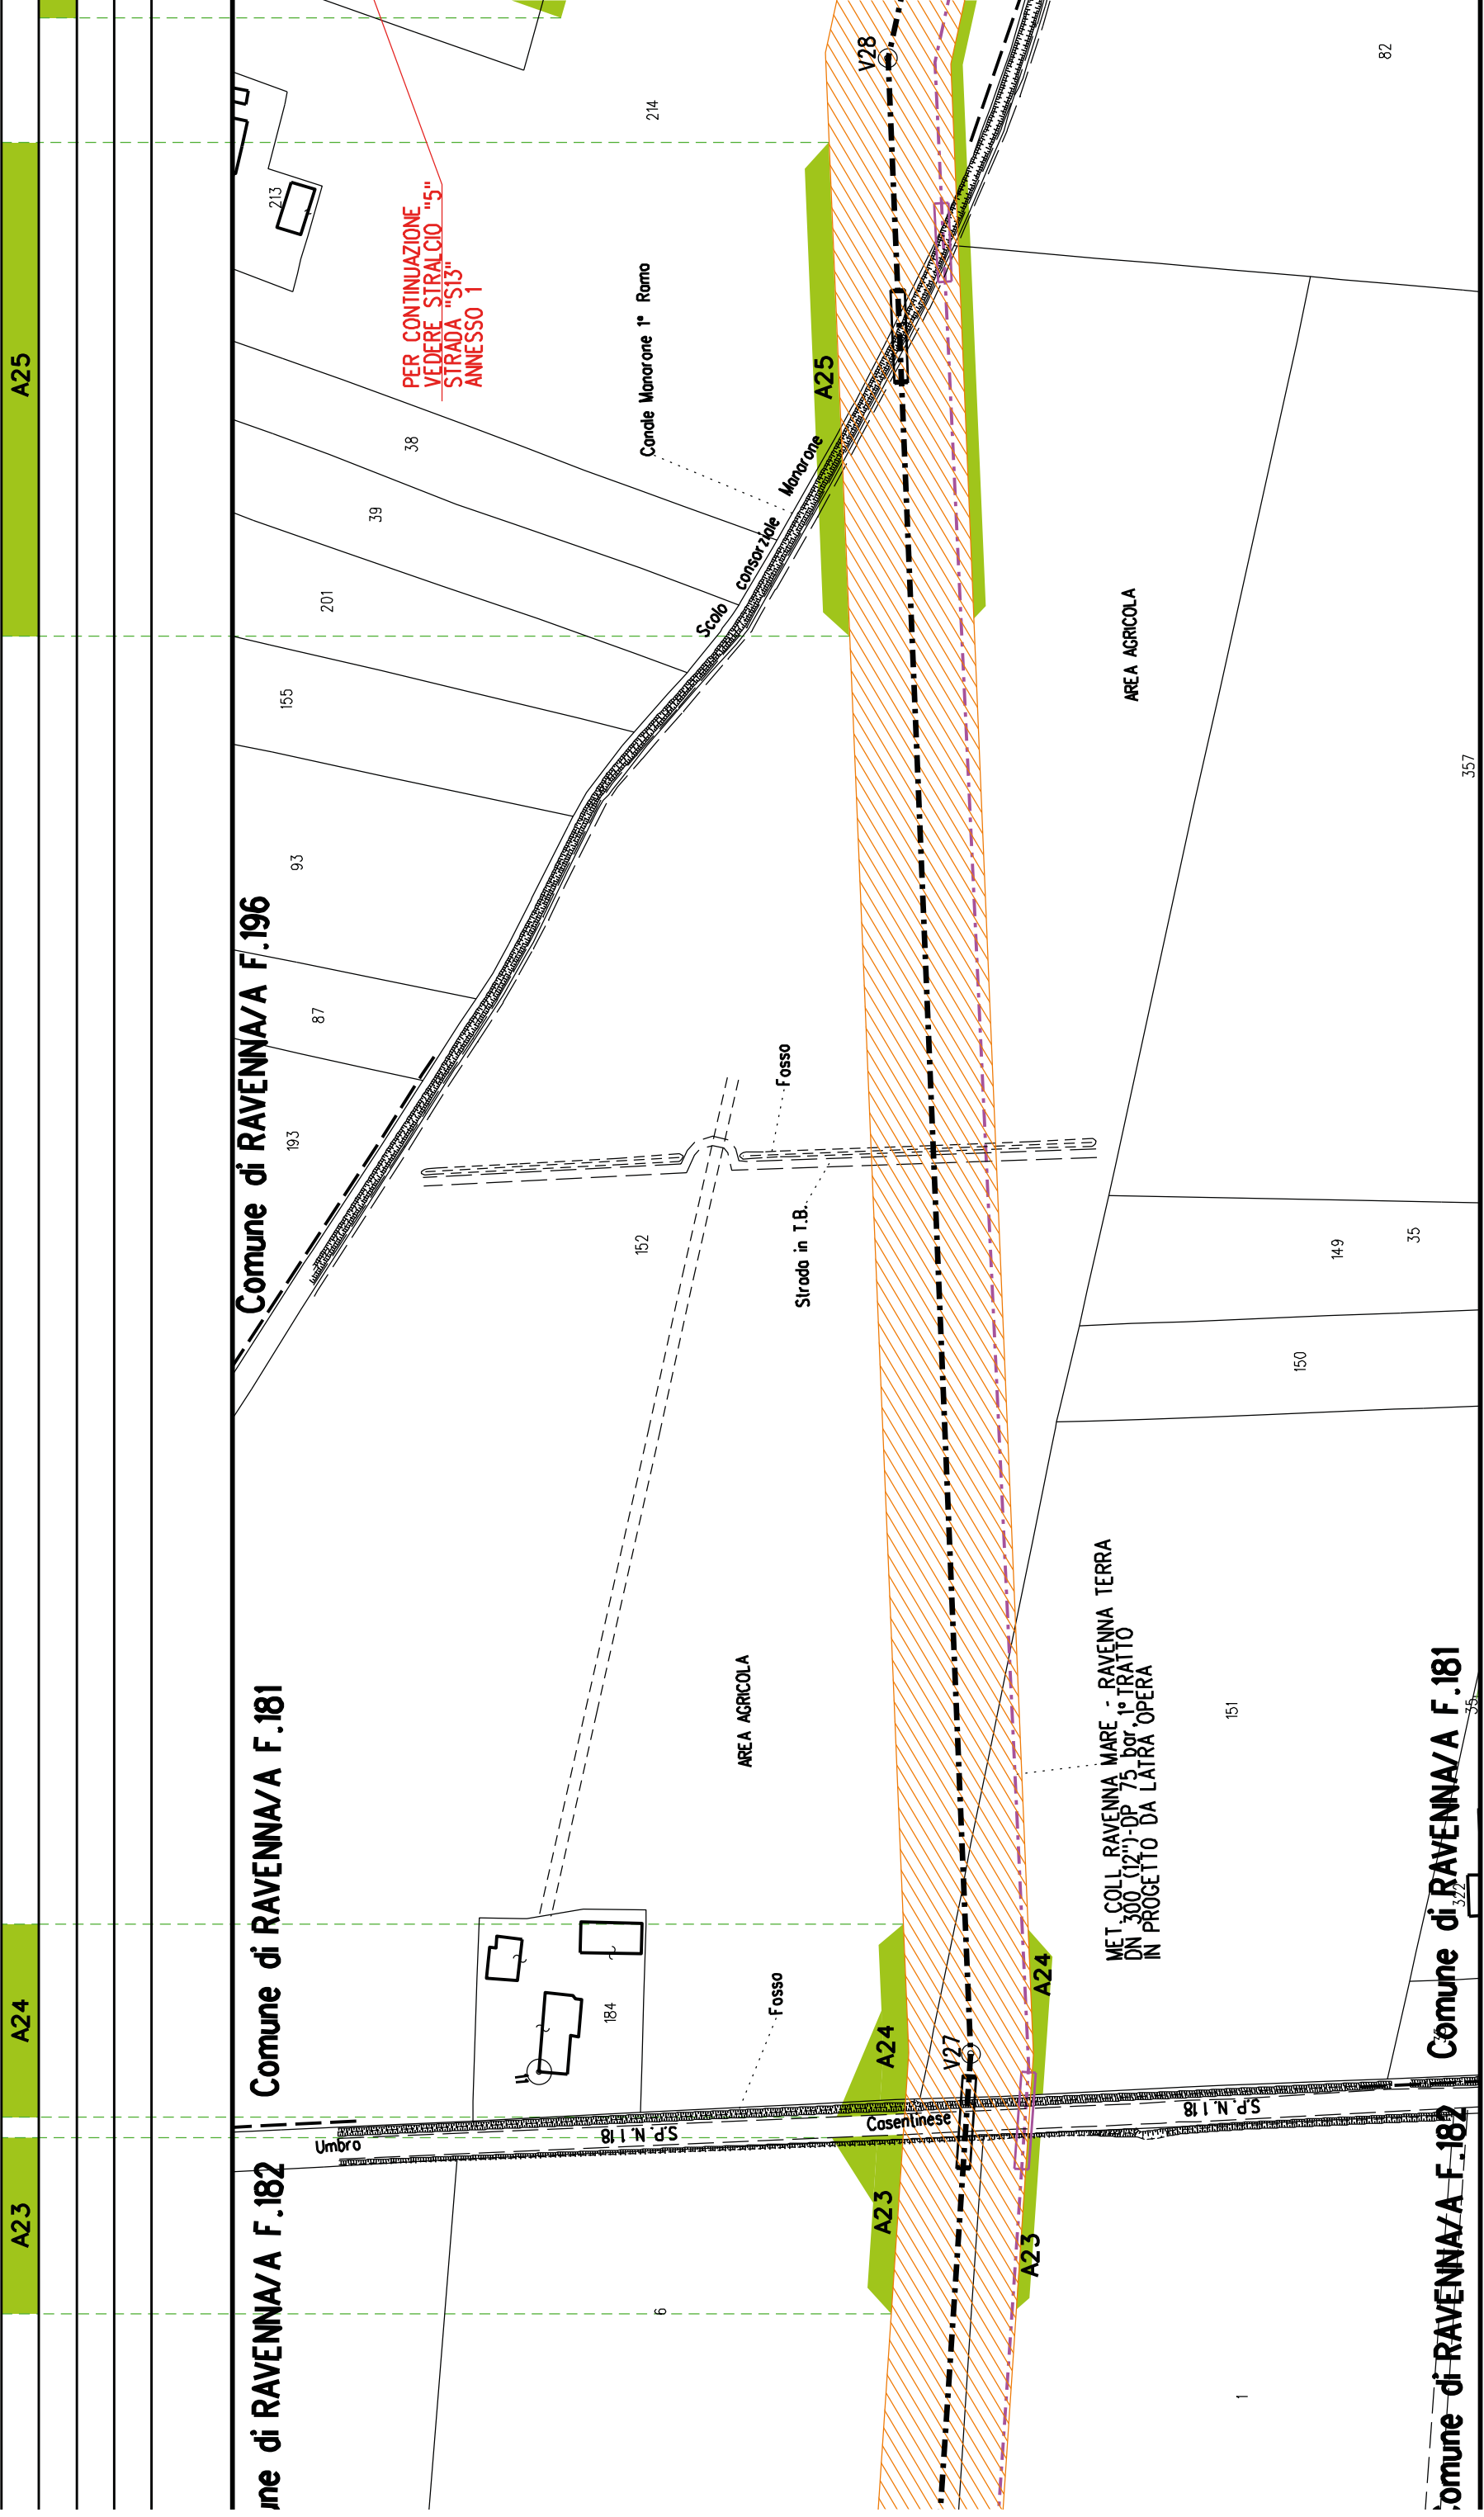 A23
A24
A25
Comune di RAVENNA/A F.181
Comune di RAVENNA/A F.196
une di RAVENNA/A F.182
213
193
87
93
155
201
39
38
PER CONTINUAZIONE
VEDERE STRALCIO "5"
STRADA "S13"
ANNESSO 1
214
Umbro
S.P. N. 118
Casentinese
184
11
6
152
Fosso
AREA AGRICOLA
Strada in T.B.
Fosso
Scolo consorziale Manarone
Canale Manarone 1° Ramo
A23
A24
A25
V27
V28
A23
A24
MET. COLL. RAVENNA MARE - RAVENNA TERRA
DN 300 (12")-DP 75 bar, 1° TRATTO
IN PROGETTO DA LATRA OPERA
AREA AGRICOLA
S.P. N. 118
1
151
150
149
35
82
357
322
35
Comune di RAVENNA/A F.182
Comune di RAVENNA/A F.181